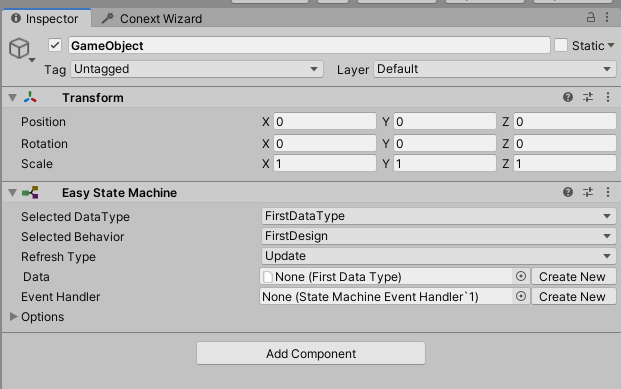 Inspector Conext Wizard
GameObject Static
Tag Untagged Layer Default
Transform
Position X 0 Y 0 Z 0
Rotation X 0 Y 0 Z 0
Scale X 1 Y 1 Z 1
Easy State Machine
Selected DataType FirstDataType
Selected Behavior FirstDesign
Refresh Type Update
Data None (First Data Type) Create New
Event Handler None (State Machine Event Handler`1) Create New
Options
Add Component